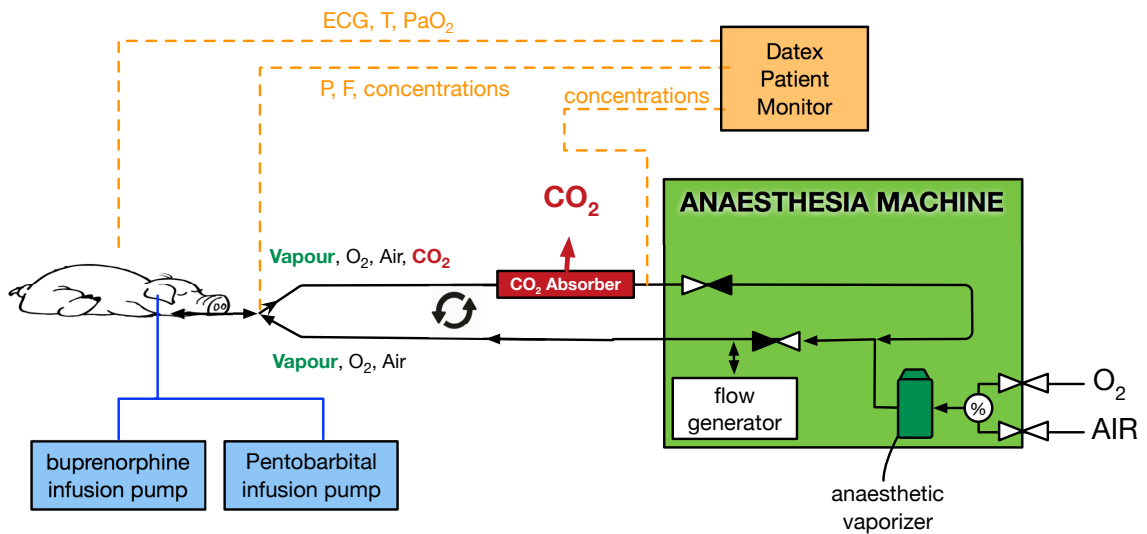 ECG, T, PaO₂
Datex
Patient
Monitor
P, F, concentrations
concentrations
CO₂
ANAESTHESIA MACHINE
Vapour, O₂, Air, CO₂
CO₂ Absorber
Vapour, O₂, Air
flow
generator
%
O₂
AIR
buprenorphine
infusion pump
Pentobarbital
infusion pump
anaesthetic
vaporizer